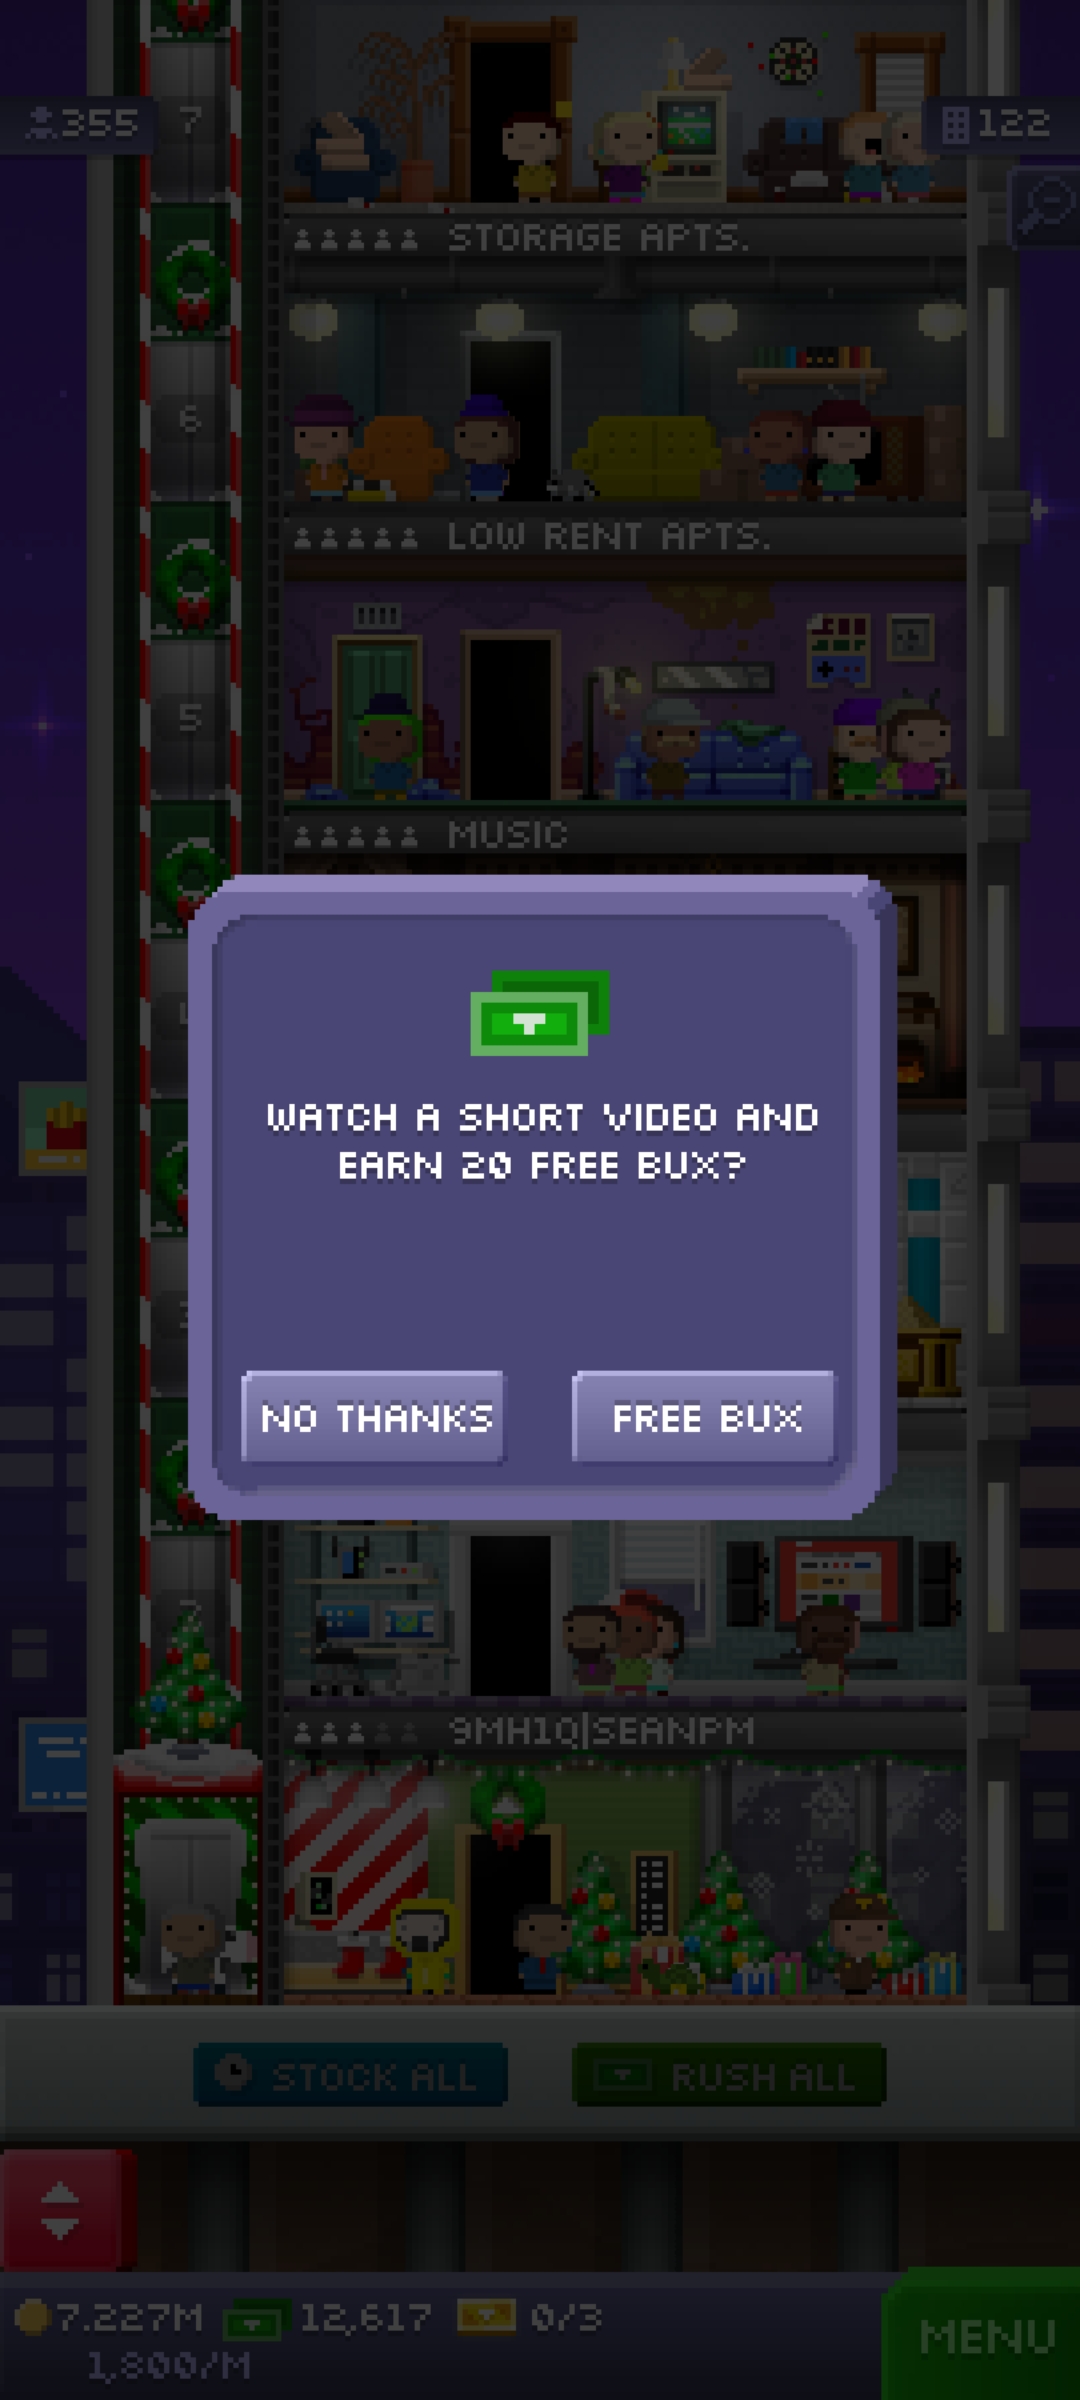 7
355
122
STORAGE APTS.
6
LOW RENT APTS.
5
MUSIC
WATCH A SHORT VIDEO AND
EARN 20 FREE BUX?
NO THANKS
FREE BUX
9MH1Q|SEANPM
STOCK ALL
RUSH ALL
7.227M
12,617
0/3
1,800/M
MENU